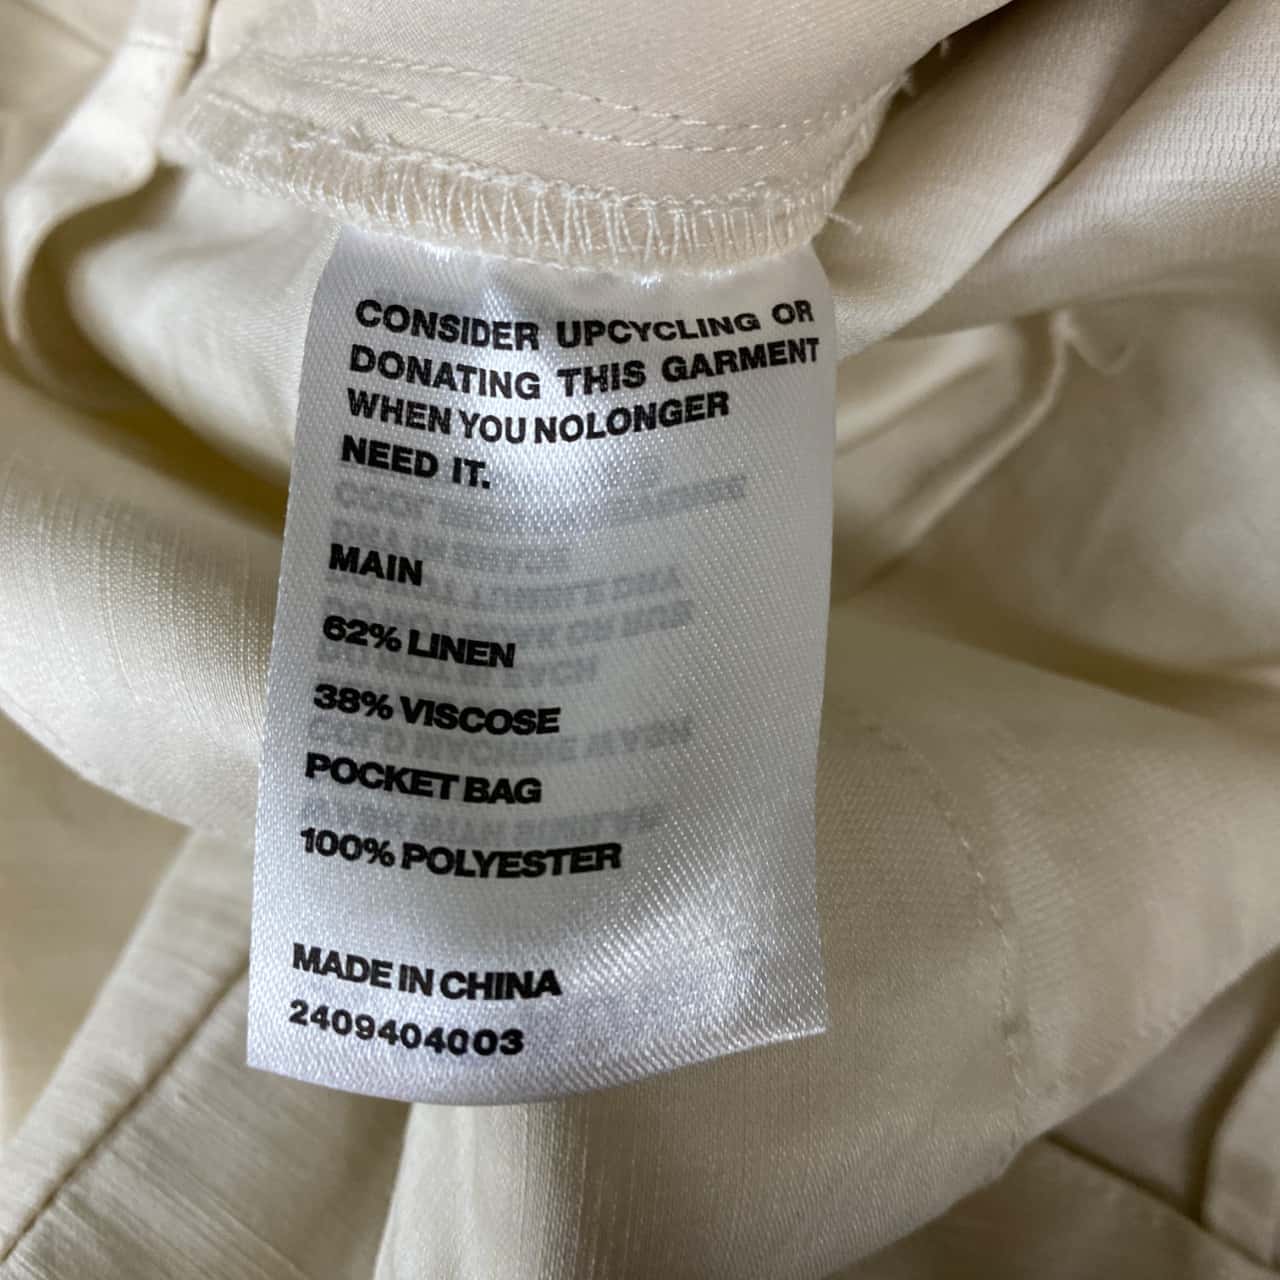 CONSIDER UPCYCLING OR
DONATING THIS GARMENT
WHEN YOU NOLONGER
NEED IT.
MAIN
62% LINEN
38% VISCOSE
POCKET BAG
100% POLYESTER
MADE IN CHINA
2409404003